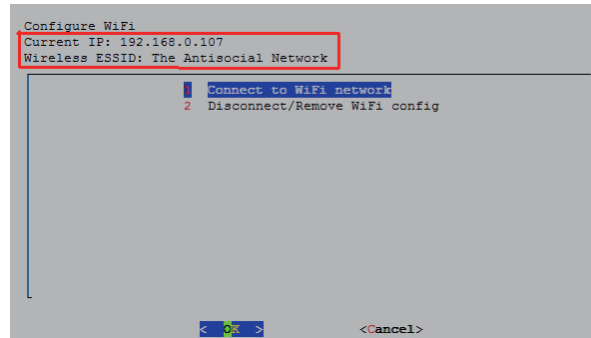 Configure WiFi
Current IP: 192.168.0.107
Wireless ESSID: The Antisocial Network
1 Connect to WiFi network
2 Disconnect/Remove WiFi config
< OK > <Cancel>